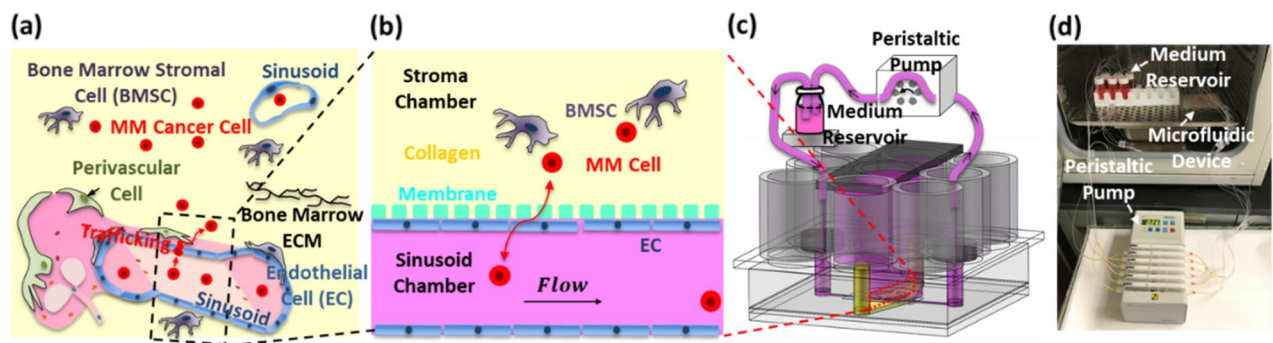 (a)
Bone Marrow Stromal
Cell (BMSC)
Sinusoid
MM Cancer Cell
Perivascular
Cell
Bone Marrow
ECM
Trafficking
Endothelial
Cell (EC)
Sinusoid
(b)
Stroma
Chamber
BMSC
Collagen
MM Cell
Membrane
EC
Sinusoid
Chamber
Flow
(c)
Peristaltic
Pump
Medium
Reservoir
(d)
Medium
Reservoir
Microfluidic
Device
Peristaltic
Pump